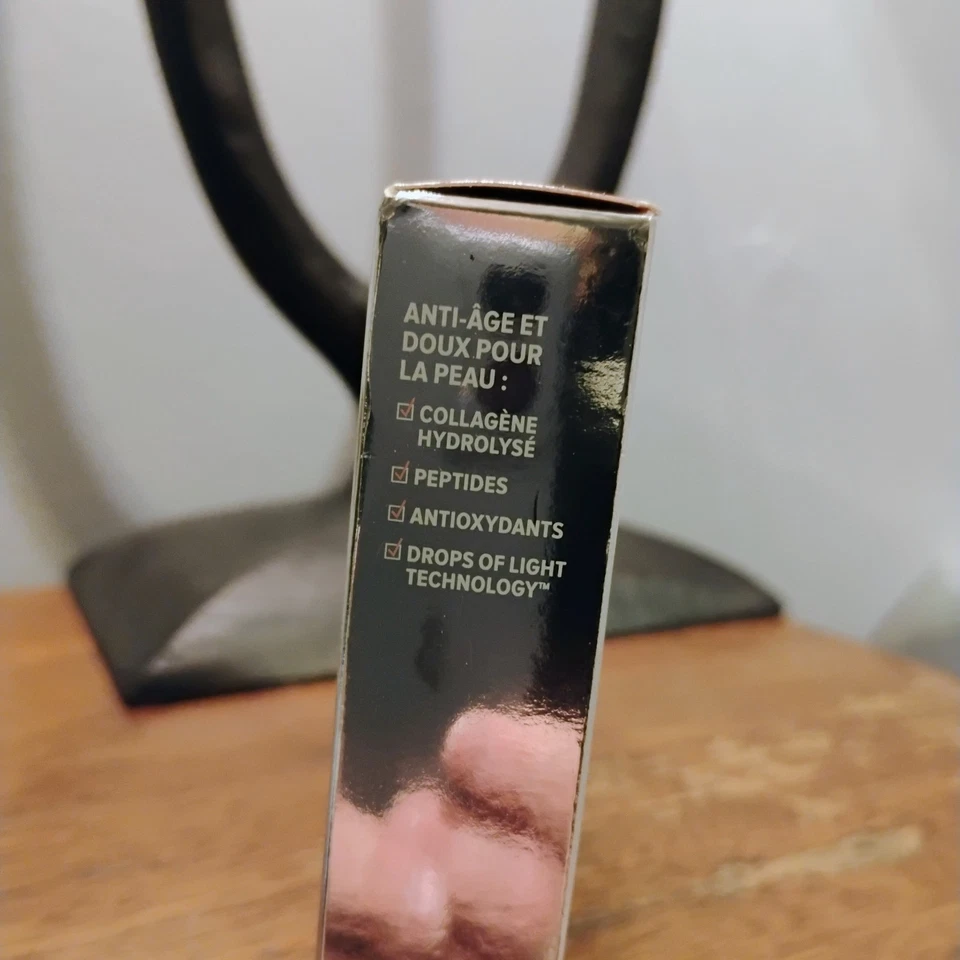 ANTI-ÂGE ET
DOUX POUR
LA PEAU :
COLLAGÈNE
HYDROLYSÉ
PEPTIDES
ANTIOXYDANTS
DROPS OF LIGHT
TECHNOLOGY™